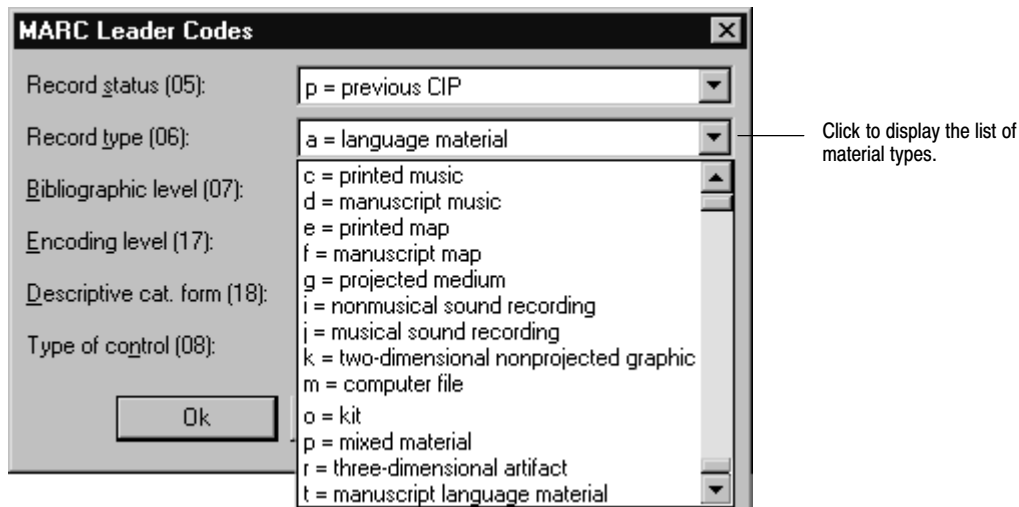 MARC Leader Codes
Record status (05):
p = previous CIP
Record type (06):
a = language material
Click to display the list of
material types.
Bibliographic level (07):
Encoding level (17):
Descriptive cat. form (18):
Type of control (08):
c = printed music
d = manuscript music
e = printed map
f = manuscript map
g = projected medium
i = nonmusical sound recording
j = musical sound recording
k = two-dimensional nonprojected graphic
m = computer file
o = kit
p = mixed material
r = three-dimensional artifact
t = manuscript language material
Ok